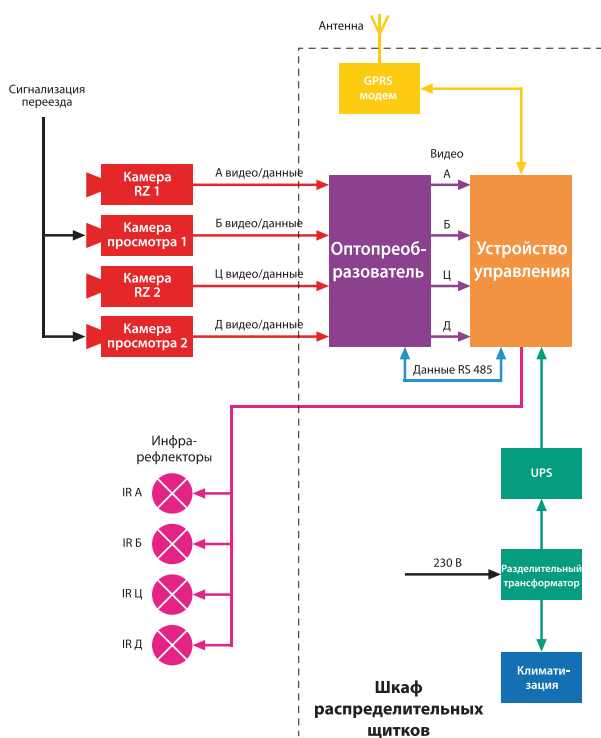 Антенна
GPRS
модем
Сигнализация
переезда
Камера
RZ 1
А видео/данные
Камера
просмотра 1
Б видео/данные
Камера
RZ 2
Ц видео/данные
Камера
просмотра 2
Д видео/данные
Оптопреоб-
разователь
Видео
А
Б
Ц
Д
Устройство
управления
Данные RS 485
Инфра-
рефлекторы
IR А
IR Б
IR Ц
IR Д
UPS
230 В
Разделительный
трансформатор
Климати-
зация
Шкаф
распределительных
щитков